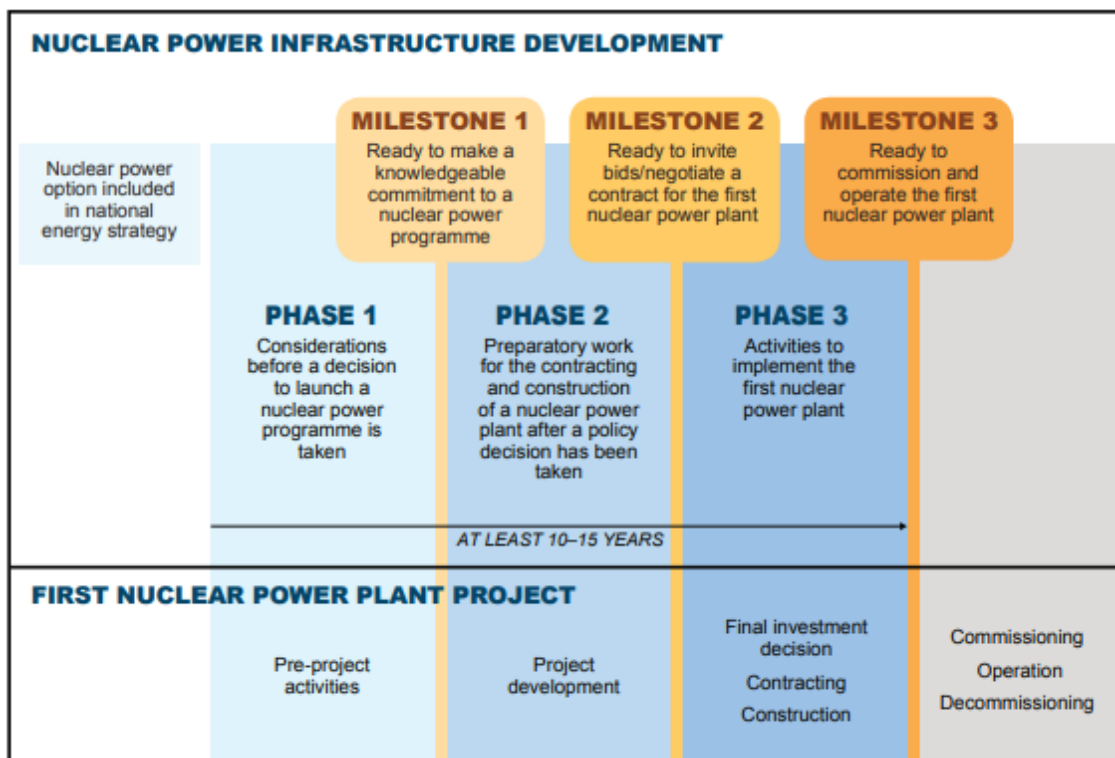 NUCLEAR POWER INFRASTRUCTURE DEVELOPMENT
Nuclear power
option included
in national
energy strategy
MILESTONE 1
Ready to make a
knowledgeable
commitment to a
nuclear power
programme
MILESTONE 2
Ready to invite
bids/negotiate a
contract for the first
nuclear power plant
MILESTONE 3
Ready to
commission and
operate the first
nuclear power plant
PHASE 1
Considerations
before a decision
to launch a
nuclear power
programme is
taken
PHASE 2
Preparatory work
for the contracting
and construction
of a nuclear power
plant after a policy
decision has been
taken
PHASE 3
Activities to
implement the
first nuclear
power plant
AT LEAST 10–15 YEARS
FIRST NUCLEAR POWER PLANT PROJECT
Pre-project
activities
Project
development
Final investment
decision
Contracting
Construction
Commissioning
Operation
Decommissioning